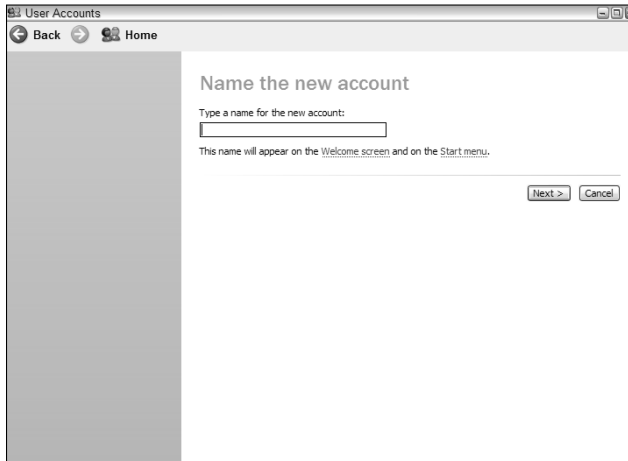 User Accounts
Back Home
Name the new account
Type a name for the new account:
This name will appear on the Welcome screen and on the Start menu.
Next > Cancel